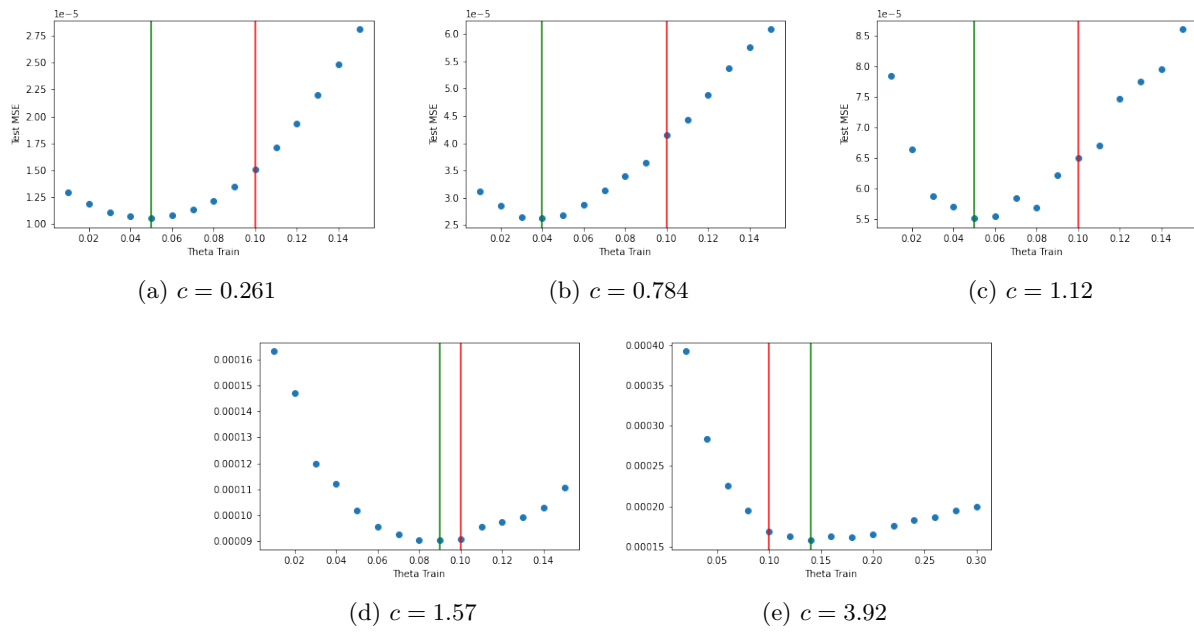 1e−5
2.75
2.50
2.25
2.00
1.75
1.50
1.25
1.00
Test MSE
0.02 0.04 0.06 0.08 0.10 0.12 0.14
Theta Train
(a) c = 0.261
1e−5
6.0
5.5
5.0
4.5
4.0
3.5
3.0
2.5
Test MSE
0.02 0.04 0.06 0.08 0.10 0.12 0.14
Theta Train
(b) c = 0.784
1e−5
8.5
8.0
7.5
7.0
6.5
6.0
5.5
Test MSE
0.02 0.04 0.06 0.08 0.10 0.12 0.14
Theta Train
(c) c = 1.12
0.00016
0.00015
0.00014
0.00013
0.00012
0.00011
0.00010
0.00009
0.02 0.04 0.06 0.08 0.10 0.12 0.14
Theta Train
(d) c = 1.57
0.00040
0.00035
0.00030
0.00025
0.00020
0.00015
0.05 0.10 0.15 0.20 0.25 0.30
Theta Train
(e) c = 3.92